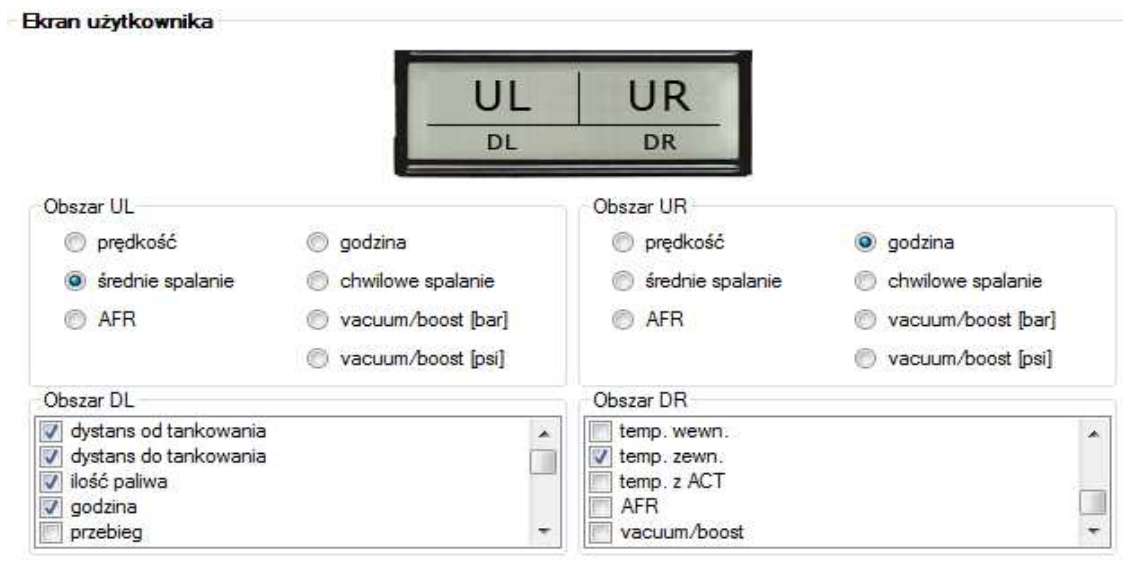 Ekran użytkownika
UL UR
DL DR
Obszar UL
prędkość godzina
średnie spalanie chwilowe spalanie
AFR vacuum/boost [bar]
vacuum/boost [psi]
Obszar UR
prędkość godzina
średnie spalanie chwilowe spalanie
AFR vacuum/boost [bar]
vacuum/boost [psi]
Obszar DL
dystans od tankowania
dystans do tankowania
ilość paliwa
godzina
przebieg
Obszar DR
temp. wewn.
temp. zewn.
temp. z ACT
AFR
vacuum/boost